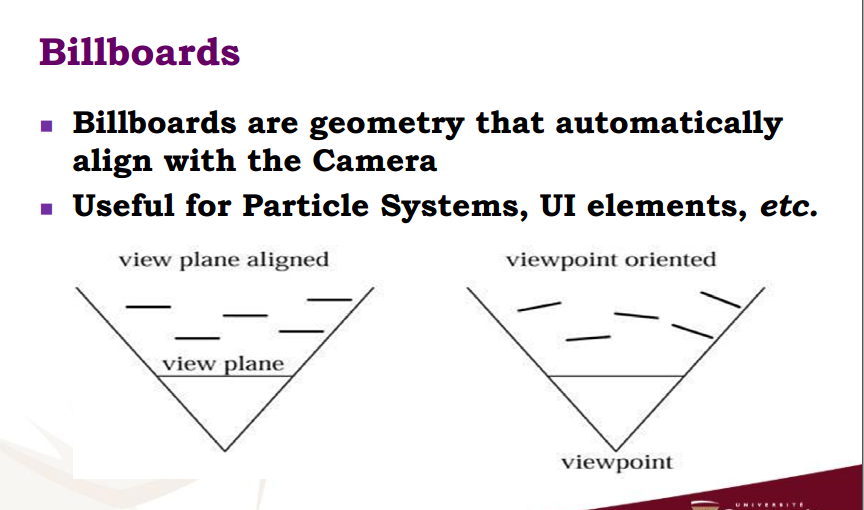 Billboards
▪ Billboards are geometry that automatically
align with the Camera
▪ Useful for Particle Systems, UI elements, etc.
view plane aligned
viewpoint oriented
view plane
viewpoint
UNIVERSITÉ